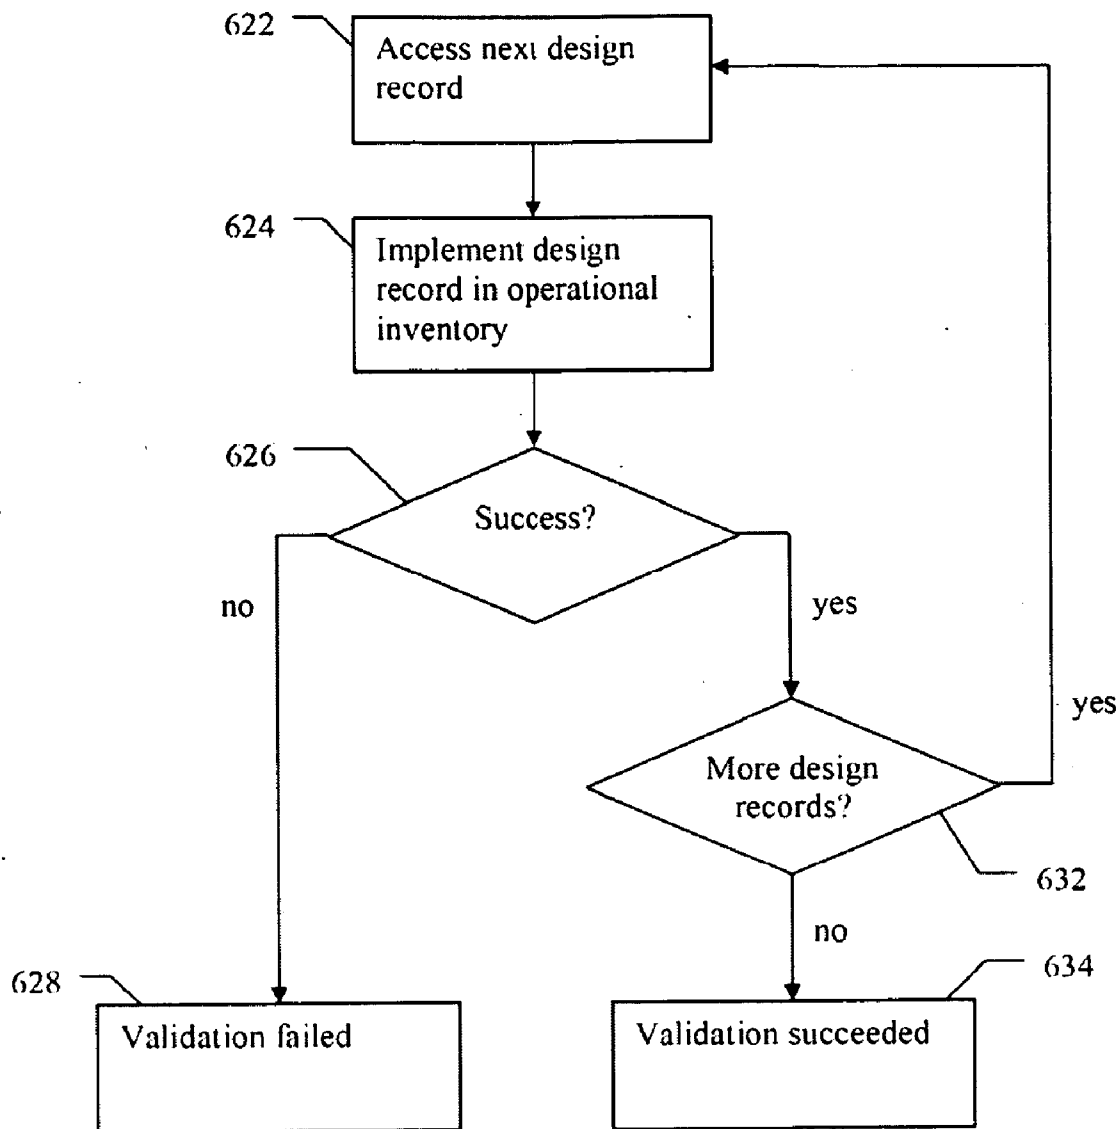 622
Access next design
record
624
Implement design
record in operational
inventory
626
Success?
no
yes
yes
More design
records?
632
no
628
Validation failed
634
Validation succeeded